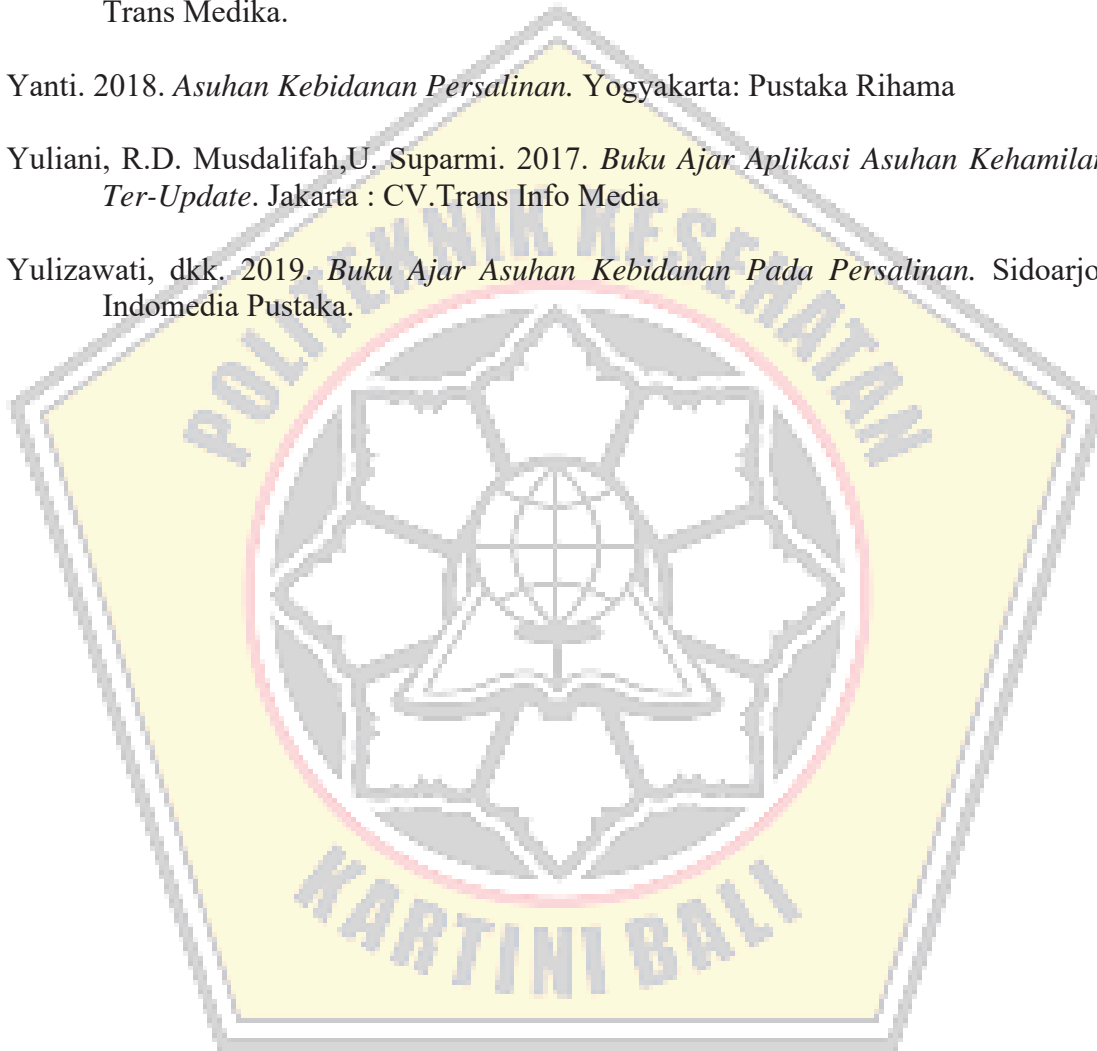 Trans Medika.
Yanti. 2018. Asuhan Kebidanan Persalinan. Yogyakarta: Pustaka Rihama
Yuliani, R.D. Musdalifah,U. Suparmi. 2017. Buku Ajar Aplikasi Asuhan Kehamilan
Ter-Update. Jakarta : CV.Trans Info Media
Yulizawati, dkk. 2019. Buku Ajar Asuhan Kebidanan Pada Persalinan. Sidoarjo
Indomedia Pustaka.
POLITEKNIK KESEHATAN
KARTINI BALI